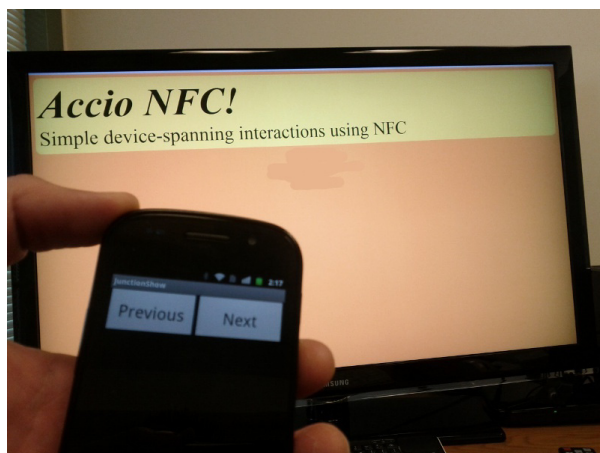 Accio NFC!
Simple device-spanning interactions using NFC
2:17
JunctionShow
Previous
Next
SAMSUNG